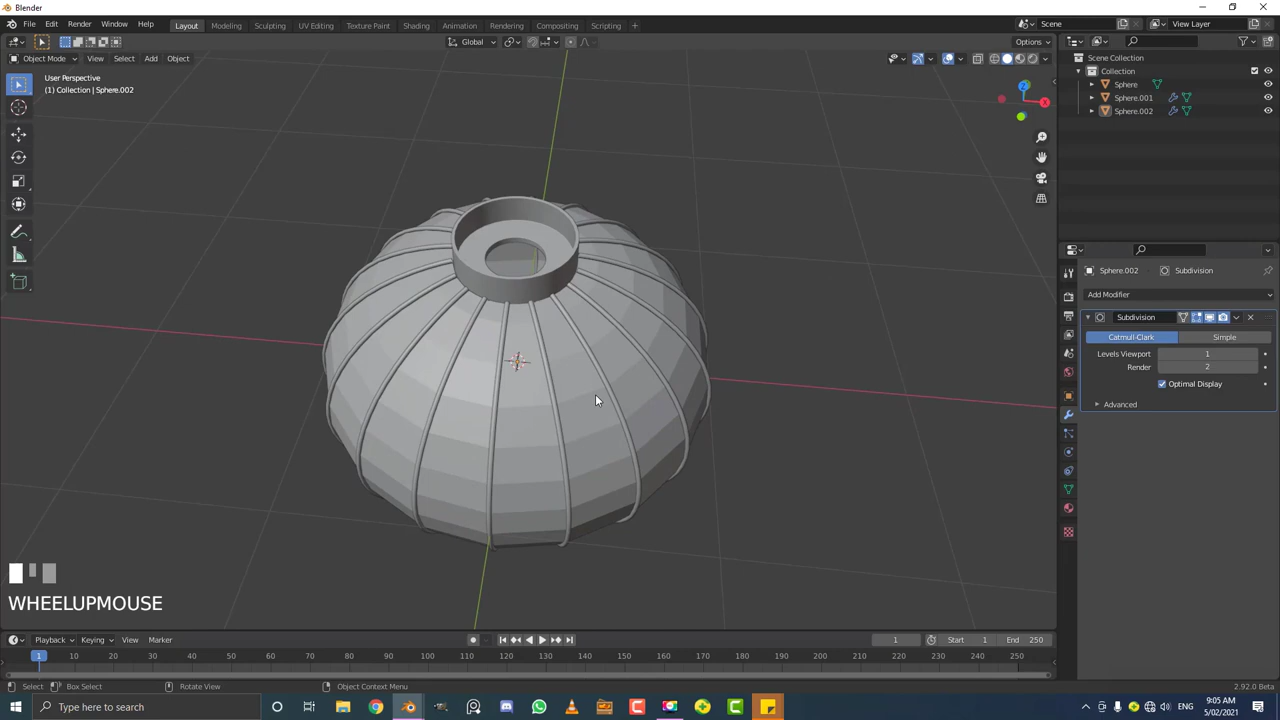 Blender
File Edit Render Window Help
Layout Modeling Sculpting UV Editing Texture Paint Shading Animation Rendering Compositing Scripting +
Scene View Layer
Global Options
Object Mode View Select Add Object
User Perspective
(1) Collection | Sphere.002
Z
X
Scene Collection
Collection
Sphere
Sphere.001
Sphere.002
Sphere.002 Subdivision
Add Modifier
Subdivision
Catmull-Clark Simple
Levels Viewport 1
Render 2
Optimal Display
Advanced
WHEELUPMOUSE
Playback Keying View Marker 1 Start 1 End 250
1 10 20 30 40 50 60 70 80 90 100 110 120 130 140 150 160 170 180 190 200 210 220 230 240 250
Select Box Select Rotate View Object Context Menu 2.92.0 Beta
Type here to search
9:05 AM
5/02/2021